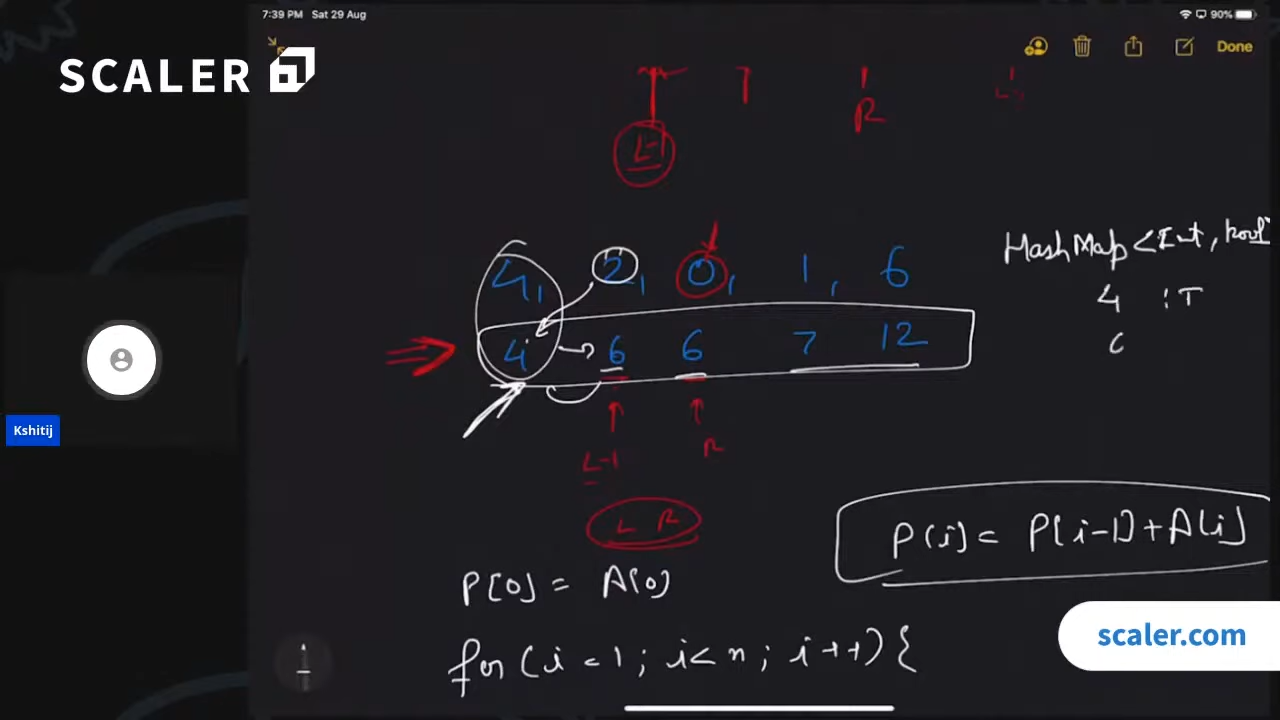 7:39 PM Sat 29 Aug
90%
SCALER
Done
R
L-1
4, 2, 0, 1, 6
HashMap <Int, bool
4 : T
4 6 6 7 12
6
Kshitij
L-1 R
L R
P[i] = P[i-1] + A[i]
P[0] = A[0]
scaler.com
for (i = 1; i < n; i++) {